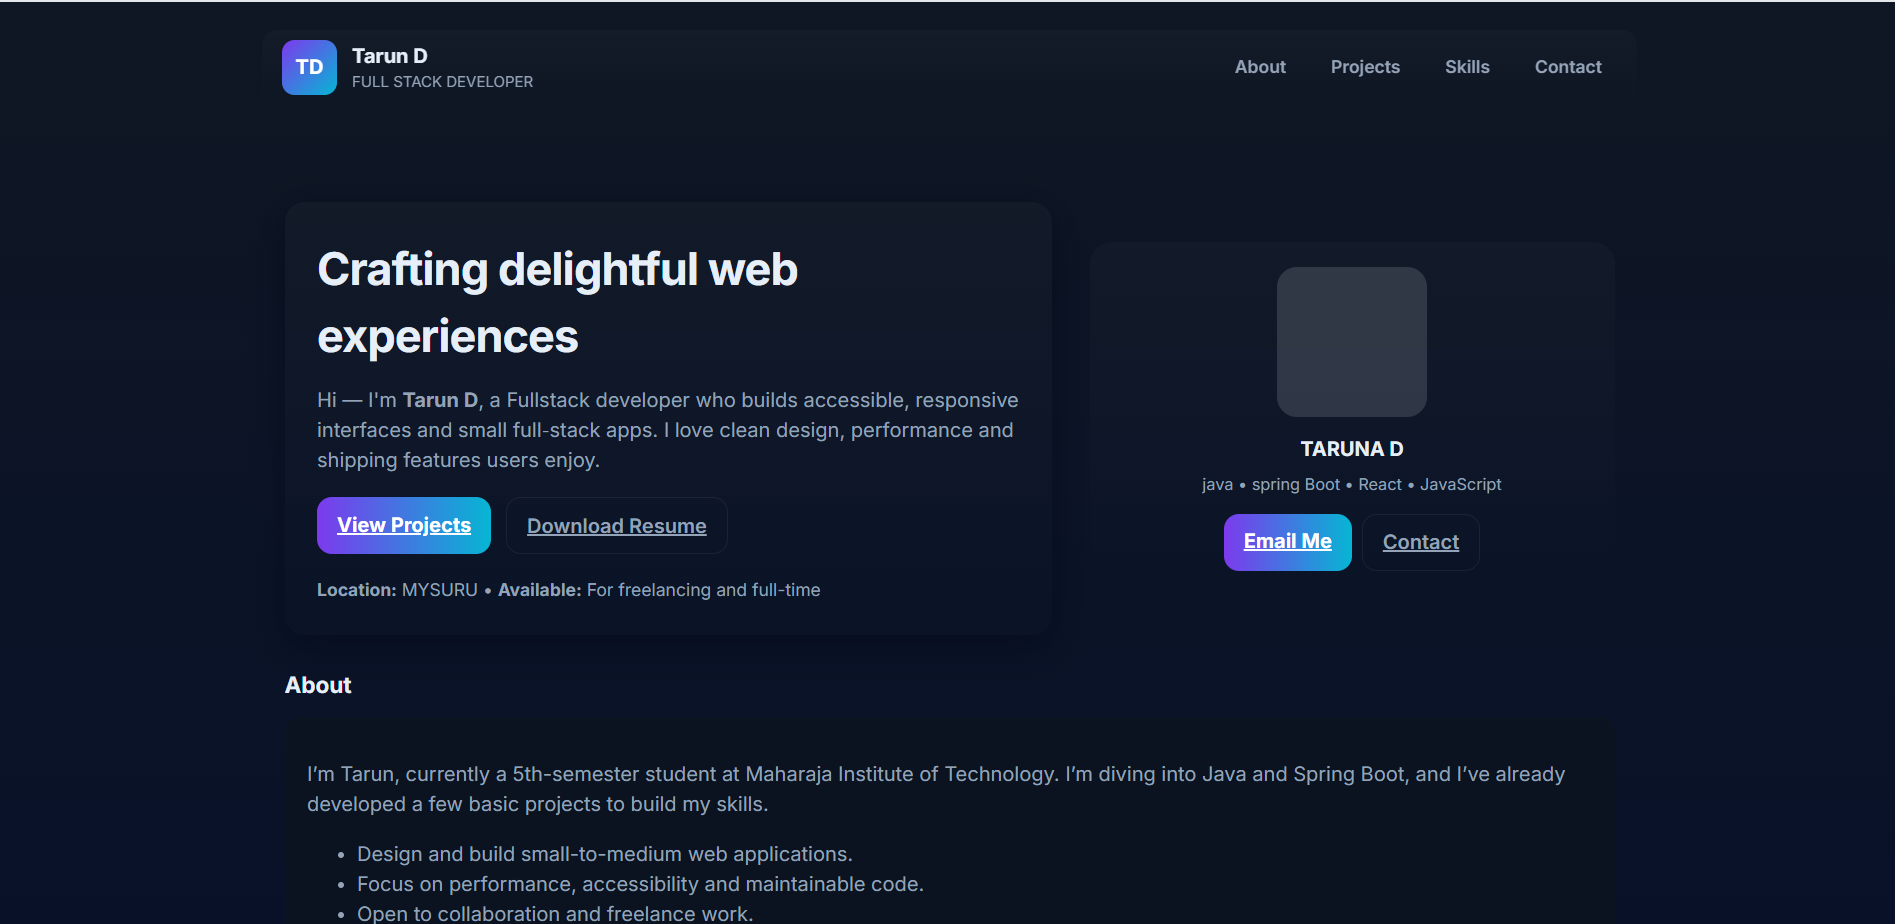 TD
Tarun D
FULL STACK DEVELOPER
About
Projects
Skills
Contact
Crafting delightful web
experiences
Hi — I'm Tarun D, a Fullstack developer who builds accessible, responsive
interfaces and small full-stack apps. I love clean design, performance and
shipping features users enjoy.
View Projects
Download Resume
Location: MYSURU • Available: For freelancing and full-time
TARUNA D
java • spring Boot • React • JavaScript
Email Me
Contact
About
I’m Tarun, currently a 5th-semester student at Maharaja Institute of Technology. I’m diving into Java and Spring Boot, and I’ve already
developed a few basic projects to build my skills.
• Design and build small-to-medium web applications.
• Focus on performance, accessibility and maintainable code.
• Open to collaboration and freelance work.